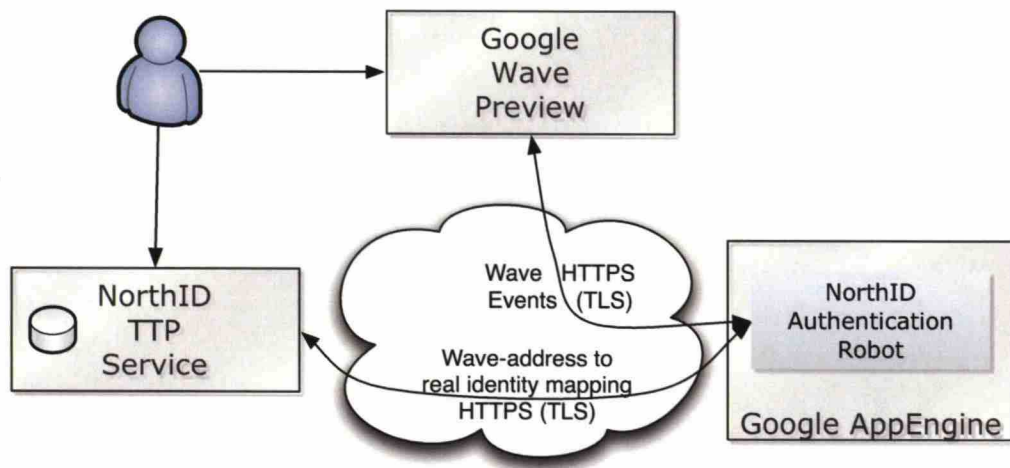 Google
Wave
Preview
NorthID
TTP
Service
Wave HTTPS
Events (TLS)
NorthID
Authentication
Robot
Wave-address to
real identity mapping
HTTPS (TLS)
Google AppEngine